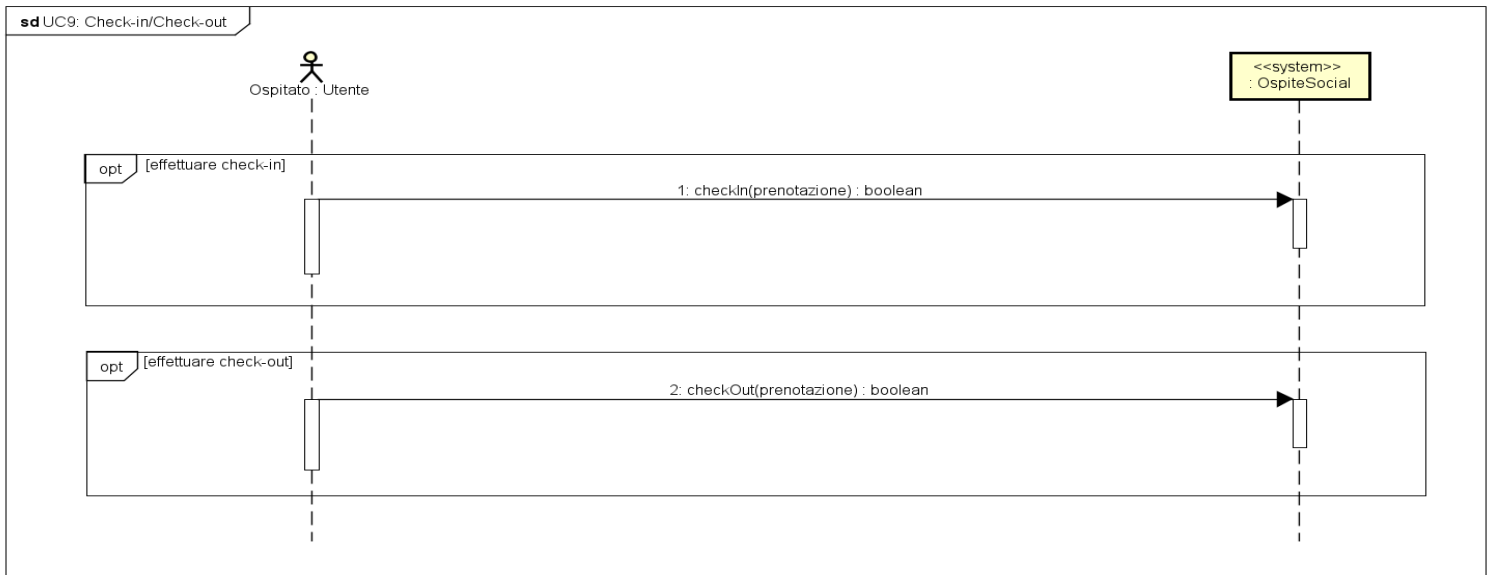 sd UC9: Check-in/Check-out
Ospitato : Utente
<<system>>
: OspiteSocial
opt
[effettuare check-in]
1: checkIn(prenotazione) : boolean
opt
[effettuare check-out]
2: checkOut(prenotazione) : boolean